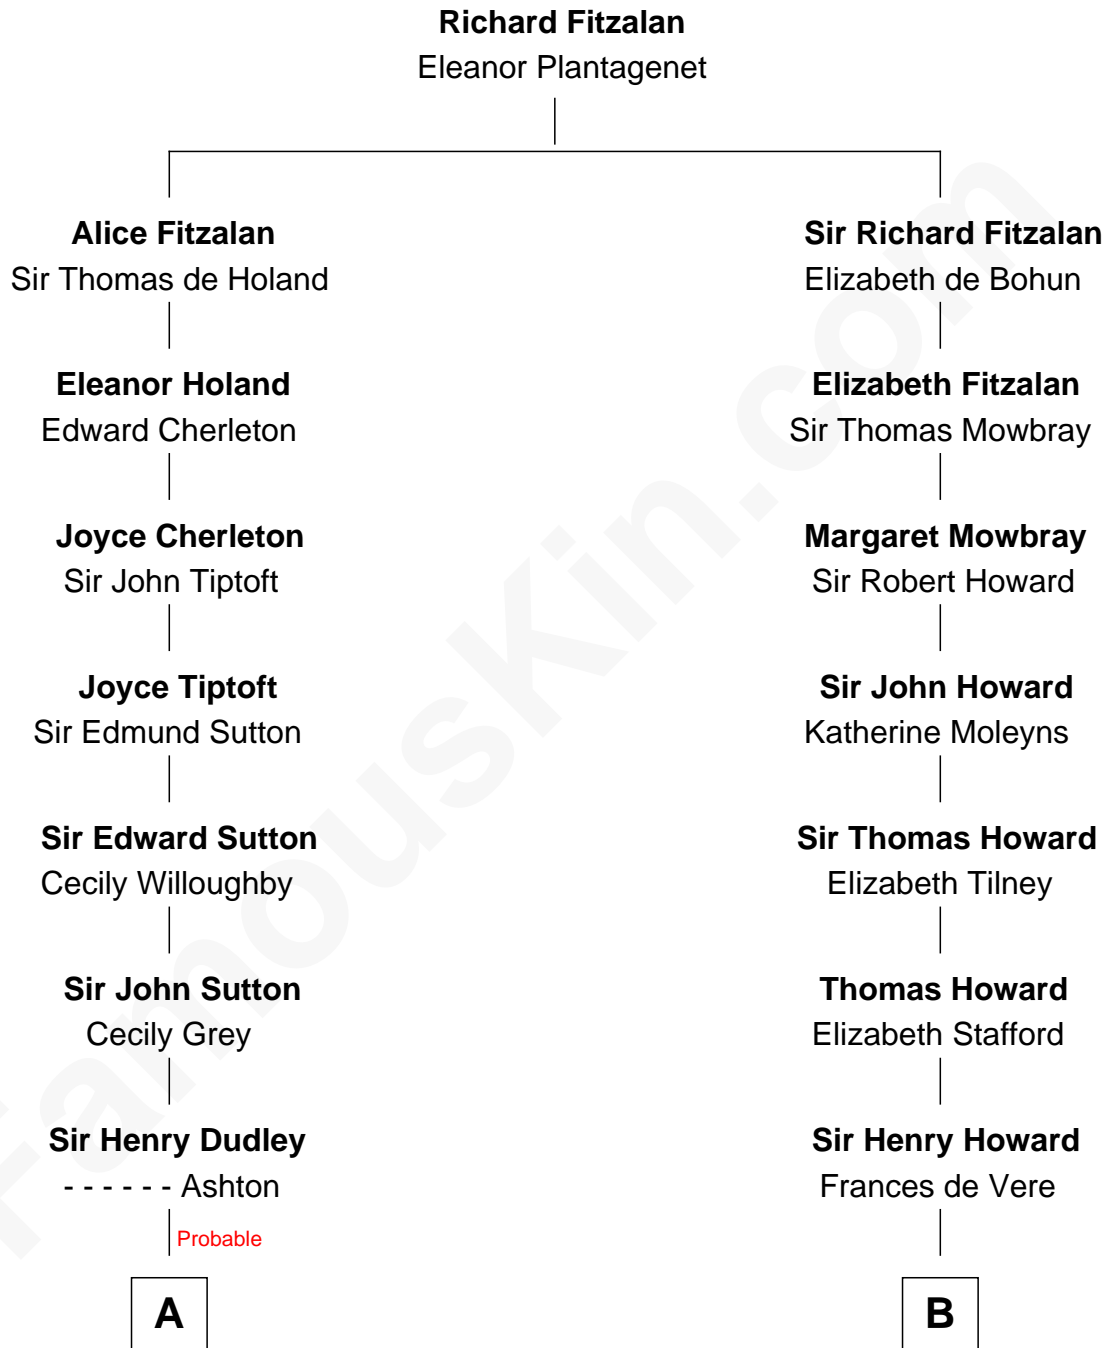 Richard Fitzalan
Eleanor Plantagenet
Alice Fitzalan
Sir Thomas de Holand
Sir Richard Fitzalan
Elizabeth de Bohun
Eleanor Holand
Edward Cherleton
Elizabeth Fitzalan
Sir Thomas Mowbray
Joyce Cherleton
Sir John Tiptoft
Margaret Mowbray
Sir Robert Howard
Joyce Tiptoft
Sir Edmund Sutton
Sir John Howard
Katherine Moleyns
Sir Edward Sutton
Cecily Willoughby
Sir Thomas Howard
Elizabeth Tilney
Sir John Sutton
Cecily Grey
Thomas Howard
Elizabeth Stafford
Sir Henry Dudley
- - - - - - Ashton
Sir Henry Howard
Frances de Vere
Probable
A
B
FamousKin.com